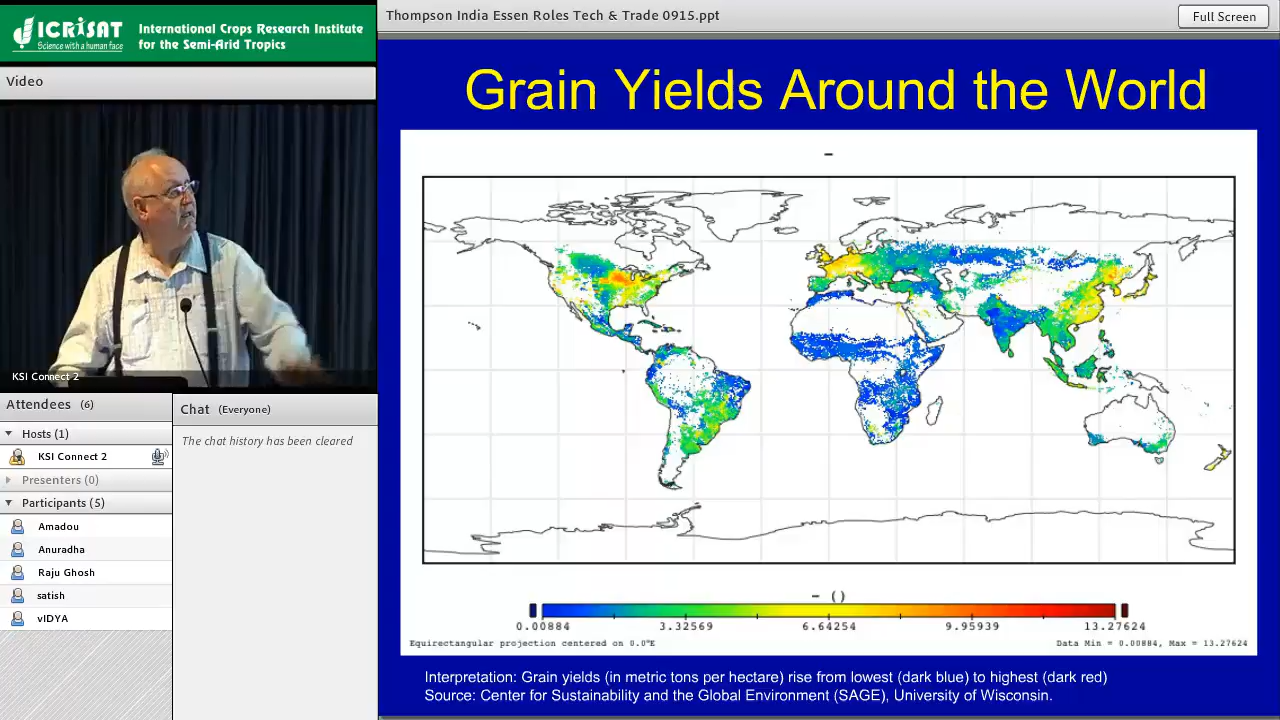 ICRISAT
Science with a human face
International Crops Research Institute
for the Semi-Arid Tropics
Video
KSI Connect 2
Attendees (6)
Hosts (1)
KSI Connect 2
Presenters (0)
Participants (5)
Amadou
Anuradha
Raju Ghosh
satish
vIDYA
Chat (Everyone)
The chat history has been cleared
Thompson India Essen Roles Tech & Trade 0915.ppt
Full Screen
Grain Yields Around the World
–
– ()
0.00884 3.32569 6.64254 9.95939 13.27624
Equirectangular projection centered on 0.0°E
Data Min = 0.00884, Max = 13.27624
Interpretation: Grain yields (in metric tons per hectare) rise from lowest (dark blue) to highest (dark red)
Source: Center for Sustainability and the Global Environment (SAGE), University of Wisconsin.